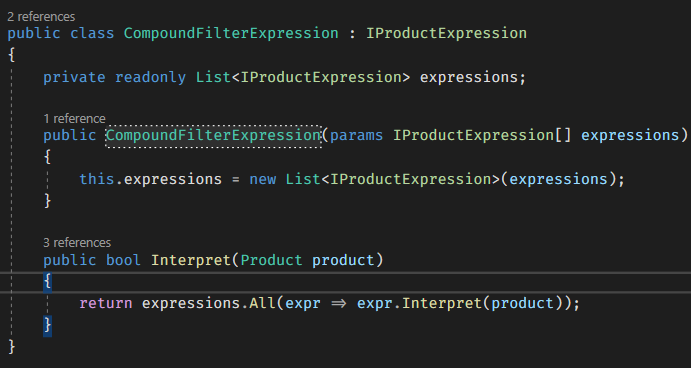 2 references
public class CompoundFilterExpression : IProductExpression
{
private readonly List<IProductExpression> expressions;
1 reference
public CompoundFilterExpression(params IProductExpression[] expressions)
{
this.expressions = new List<IProductExpression>(expressions);
}
3 references
public bool Interpret(Product product)
{
return expressions.All(expr => expr.Interpret(product));
}
}